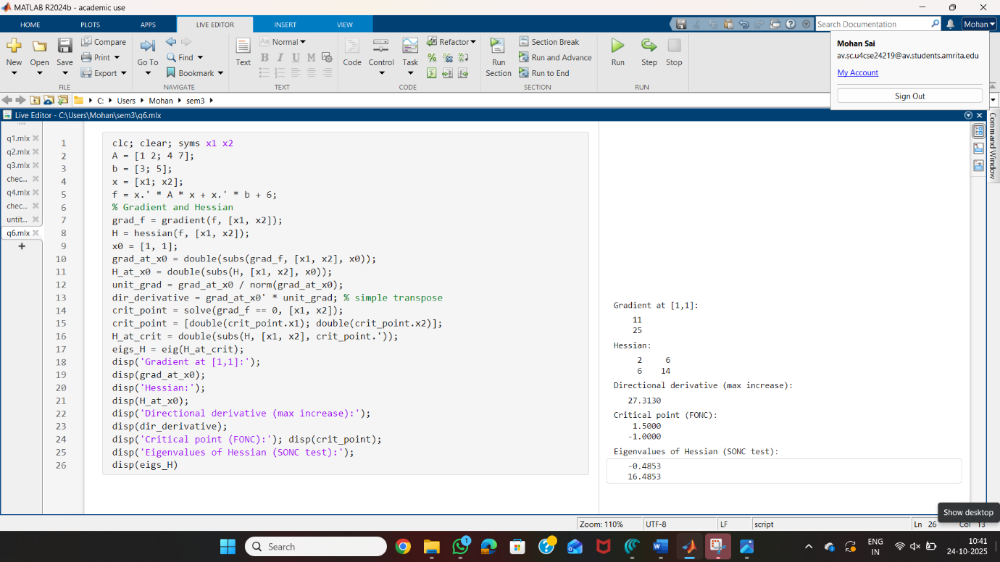 MATLAB R2024b - academic use
HOME PLOTS APPS LIVE EDITOR INSERT VIEW
Search Documentation
Mohan
Mohan Sai
av.sc.u4cse24219@av.students.amrita.edu
My Account
Sign Out
New Open Save
Compare
Print
Export
FILE
Go To
Find
Bookmark
NAVIGATE
Text
Aa Normal
B I U M
TEXT
Code Control Task
Refactor
CODE
Run Section
Section Break
Run and Advance
Run to End
SECTION
Run Step Stop
RUN
C: Users Mohan sem3
Live Editor - C:\Users\Mohan\sem3\q6.mlx
Command Window
q1.mlx
q2.mlx
q3.mlx
chec...
q4.mlx
chec...
untit...
q6.mlx
+
1 clc; clear; syms x1 x2
2 A = [1 2; 4 7];
3 b = [3; 5];
4 x = [x1; x2];
5 f = x.' * A * x + x.' * b + 6;
6 % Gradient and Hessian
7 grad_f = gradient(f, [x1, x2]);
8 H = hessian(f, [x1, x2]);
9 x0 = [1, 1];
10 grad_at_x0 = double(subs(grad_f, [x1, x2], x0));
11 H_at_x0 = double(subs(H, [x1, x2], x0));
12 unit_grad = grad_at_x0 / norm(grad_at_x0);
13 dir_derivative = grad_at_x0' * unit_grad; % simple transpose
14 crit_point = solve(grad_f == 0, [x1, x2]);
15 crit_point = [double(crit_point.x1); double(crit_point.x2)];
16 H_at_crit = double(subs(H, [x1, x2], crit_point.'));
17 eigs_H = eig(H_at_crit);
18 disp('Gradient at [1,1]:');
19 disp(grad_at_x0);
20 disp('Hessian:');
21 disp(H_at_x0);
22 disp('Directional derivative (max increase):');
23 disp(dir_derivative);
24 disp('Critical point (FONC):'); disp(crit_point);
25 disp('Eigenvalues of Hessian (SONC test):');
26 disp(eigs_H)
Gradient at [1,1]:
11
25
Hessian:
2 6
6 14
Directional derivative (max increase):
27.3130
Critical point (FONC):
1.5000
-1.0000
Eigenvalues of Hessian (SONC test):
-0.4853
16.4853
Show desktop
Zoom: 110% UTF-8 LF script Ln 26 Col 13
Search
1
ENG
IN
10:41
24-10-2025